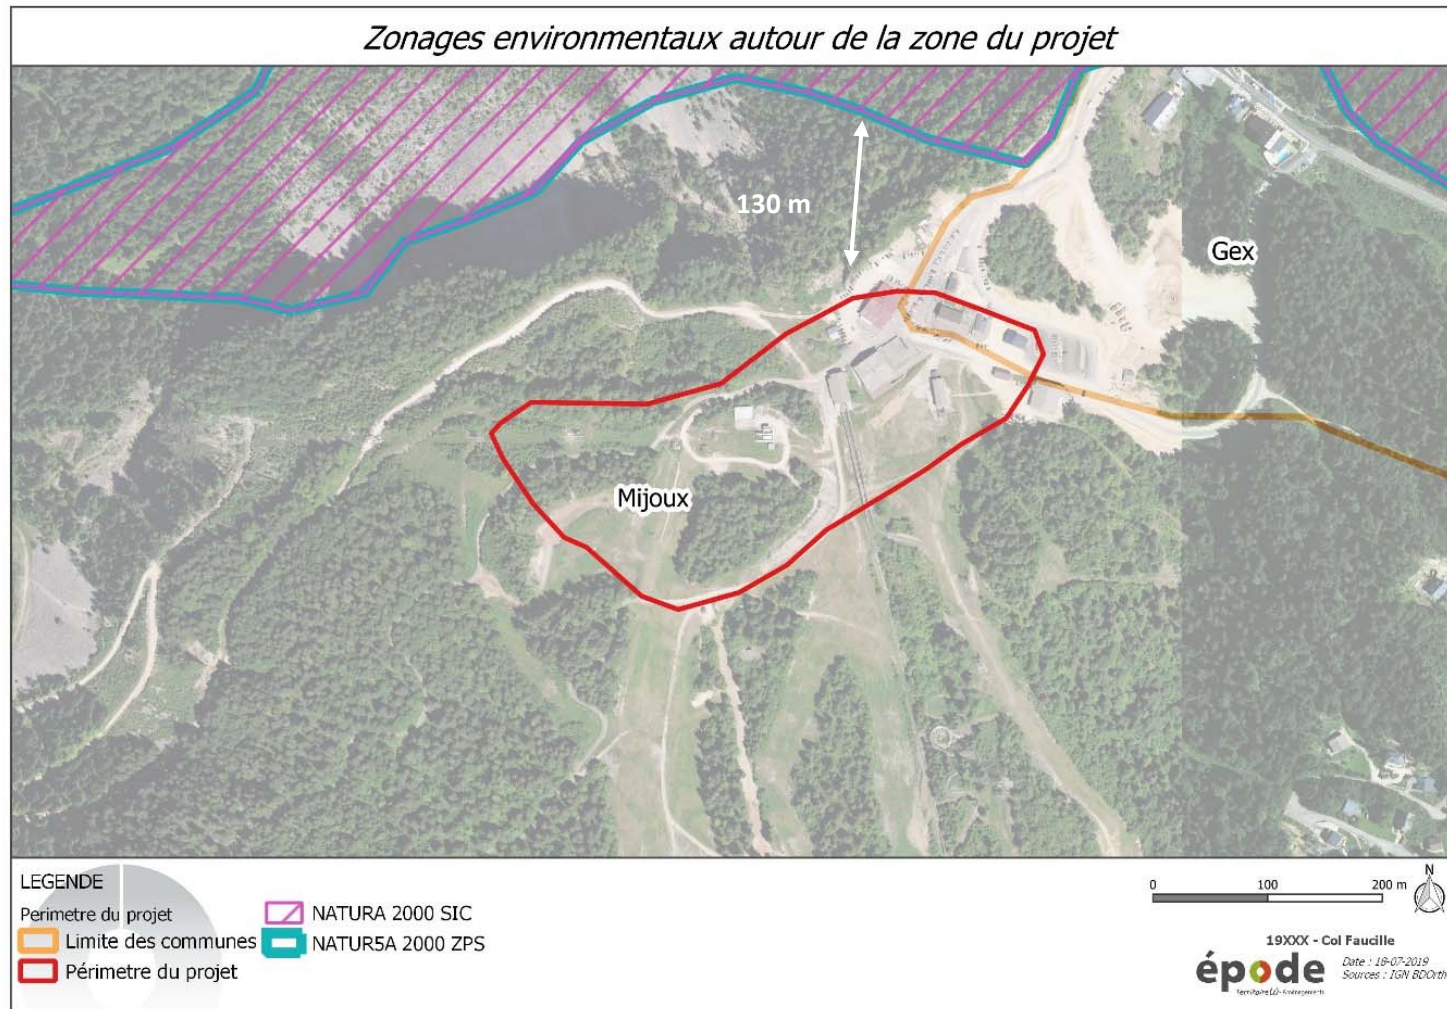 Zonages environmentaux autour de la zone du projet
130 m
Gex
Mijoux
LEGENDE
Perimetre du projet
Limite des communes
Périmetre du projet
NATURA 2000 SIC
NATUR5A 2000 ZPS
0 100 200 m
N
19XXX - Col Faucille
épode
Territoire(s)-Aménagements
Date : 18-07-2019
Sources : IGN BDOrth